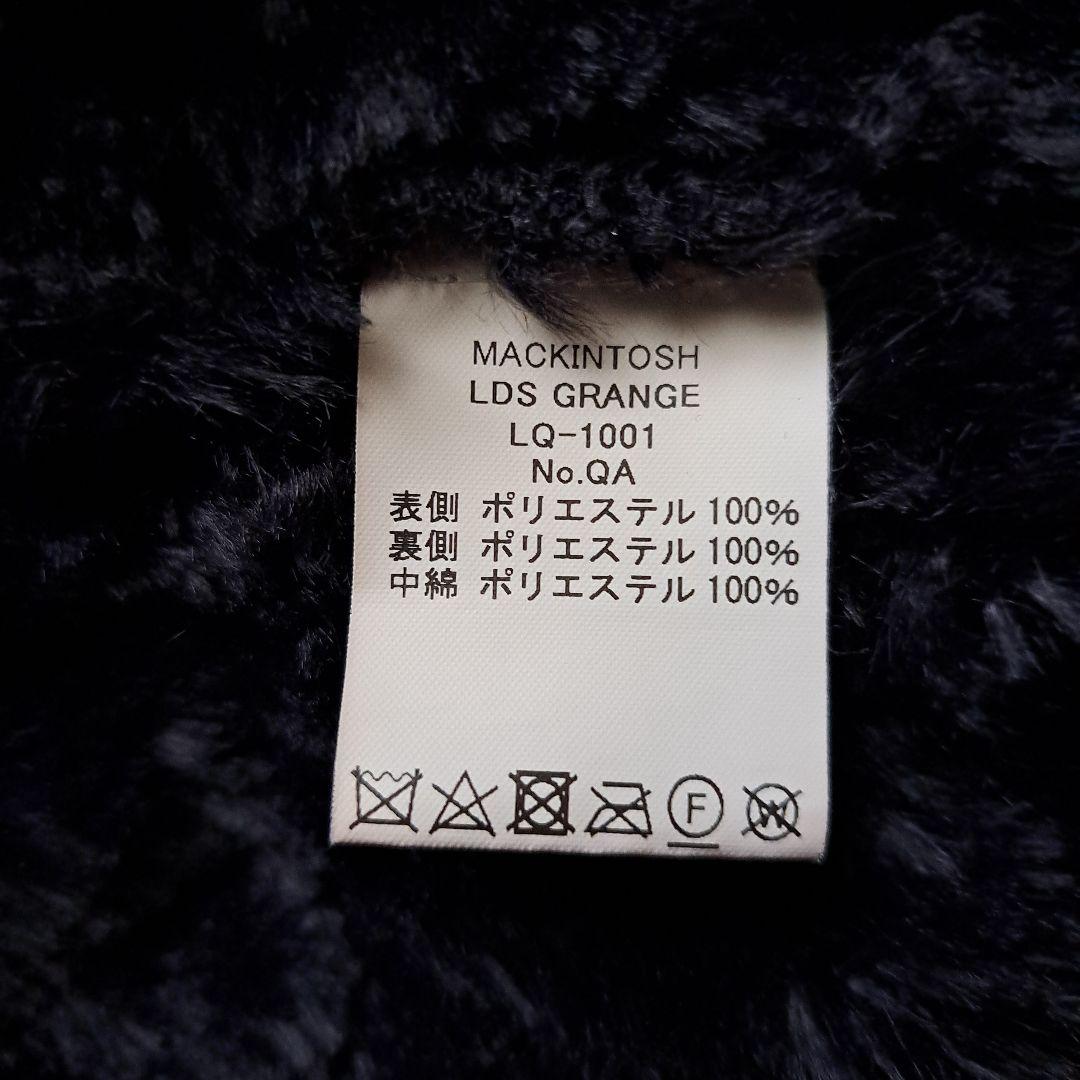 MACKINTOSH
LDS GRANGE
LQ-1001
No.QA
表側 ポリエステル 100%
裏側 ポリエステル 100%
中綿 ポリエステル 100%
F W